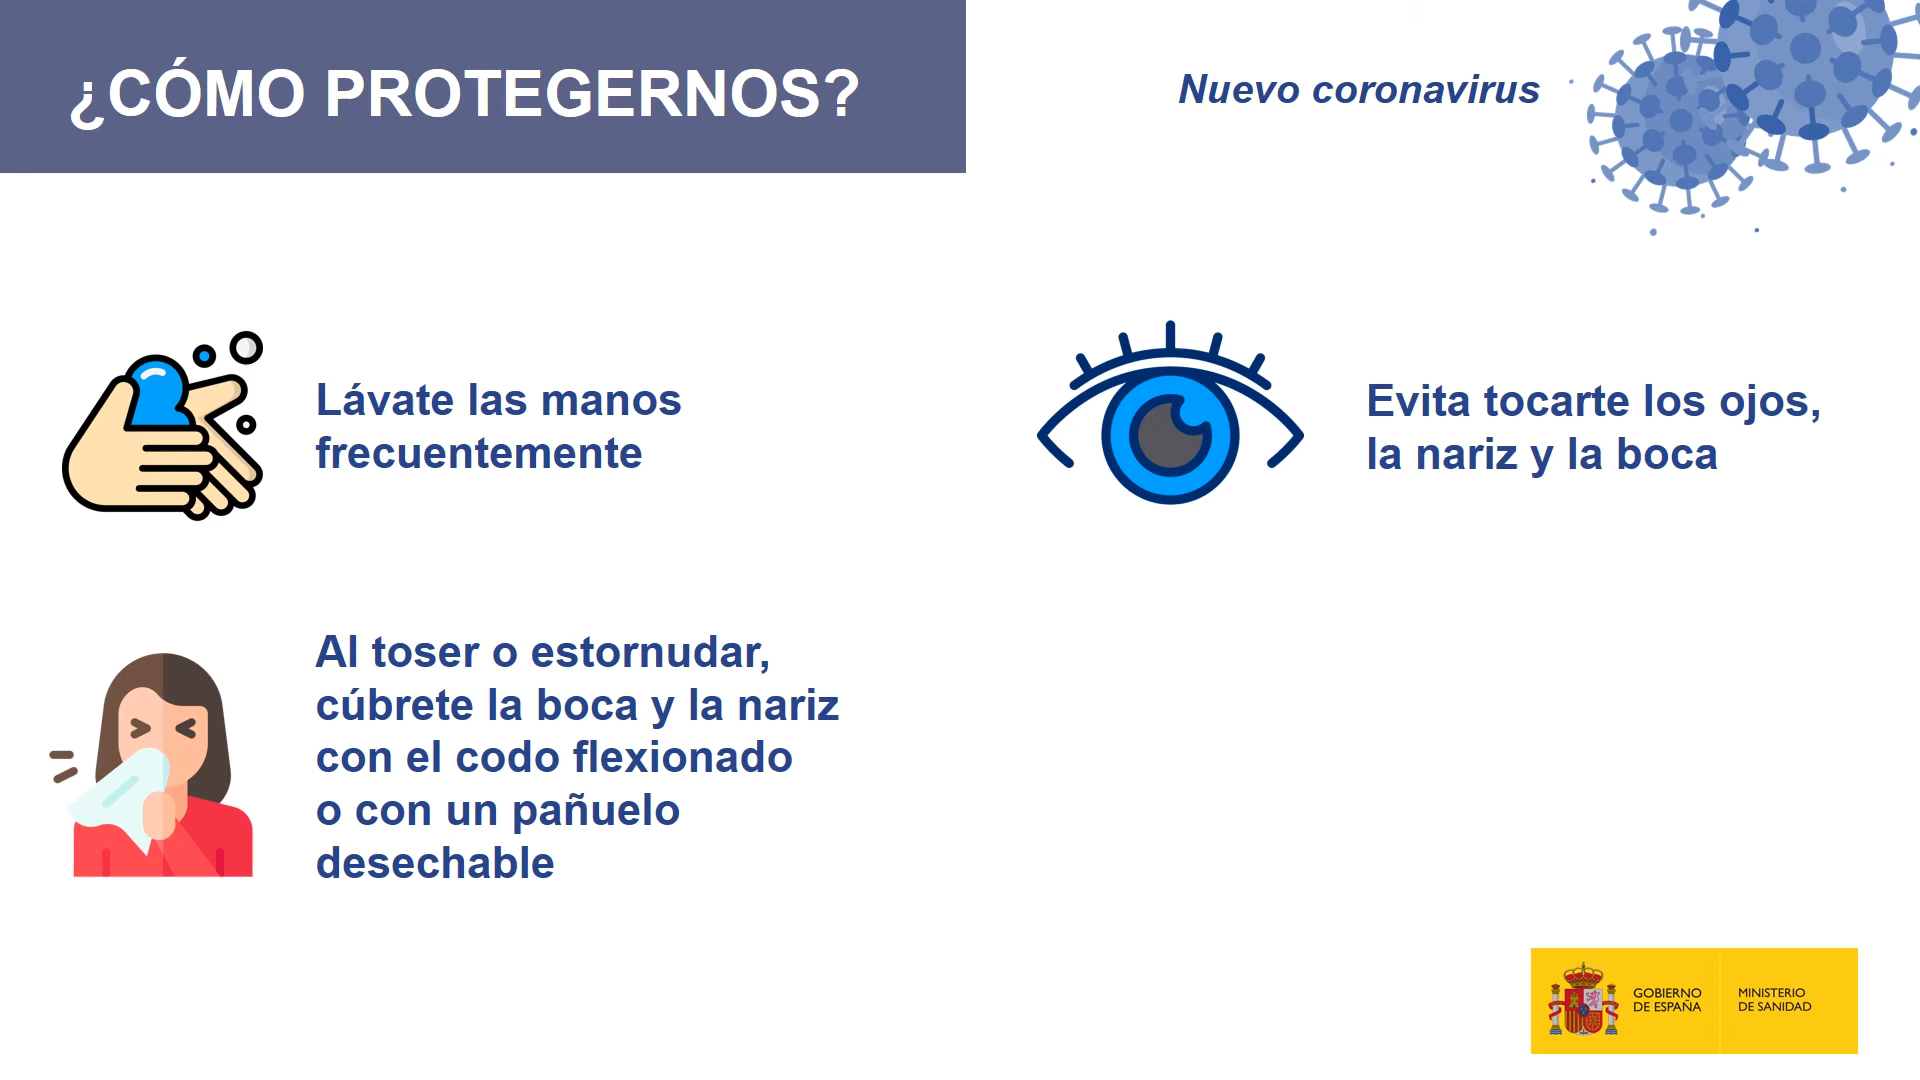 ¿CÓMO PROTEGERNOS?
Nuevo coronavirus
Lávate las manos
frecuentemente
Evita tocarte los ojos,
la nariz y la boca
Al toser o estornudar,
cúbrete la boca y la nariz
con el codo flexionado
o con un pañuelo
desechable
GOBIERNO
DE ESPAÑA
MINISTERIO
DE SANIDAD